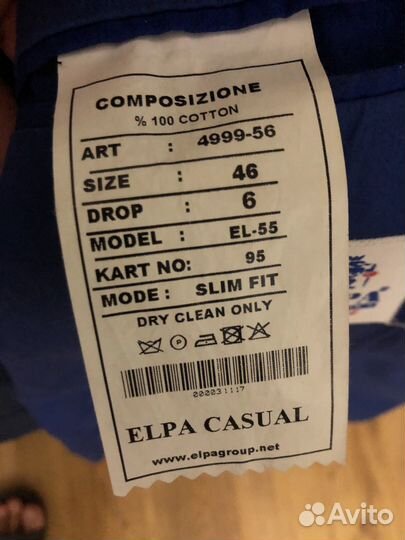 COMPOSIZIONE
% 100 COTTON
ART : 4999-56
SIZE : 46
DROP : 6
MODEL : EL-55
KART NO: 95
MODE : SLIM FIT
DRY CLEAN ONLY
P
000031117
ELPA CASUAL
www.elpagroup.net
Avito